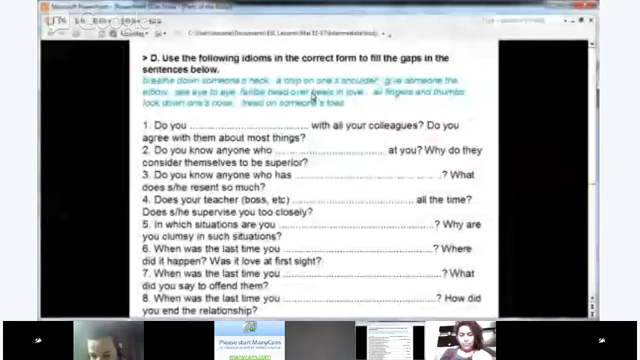 > D. Use the following idioms in the correct form to fill the gaps in the
sentences below.
breathe down someone's neck a chip on one's shoulder give someone the
elbow see eye to eye fall/be head over heels in love all fingers and thumbs
look down one's nose tread on someone's toes
1. Do you ........................................ with all your colleagues? Do you
agree with them about most things?
2. Do you know anyone who ........................................ at you? Why do they
consider themselves to be superior?
3. Do you know anyone who has ........................................ ? What
does s/he resent so much?
4. Does your teacher (boss, etc) ........................................ all the time?
Does s/he supervise you too closely?
5. In which situations are you ........................................ ? Why are
you clumsy in such situations?
6. When was the last time you ........................................ ? Where
did it happen? Was it love at first sight?
7. When was the last time you ........................................ ? What
did you say to offend them?
8. When was the last time you ........................................ ? How did
you end the relationship?
Please start ManyCam
manycam.com